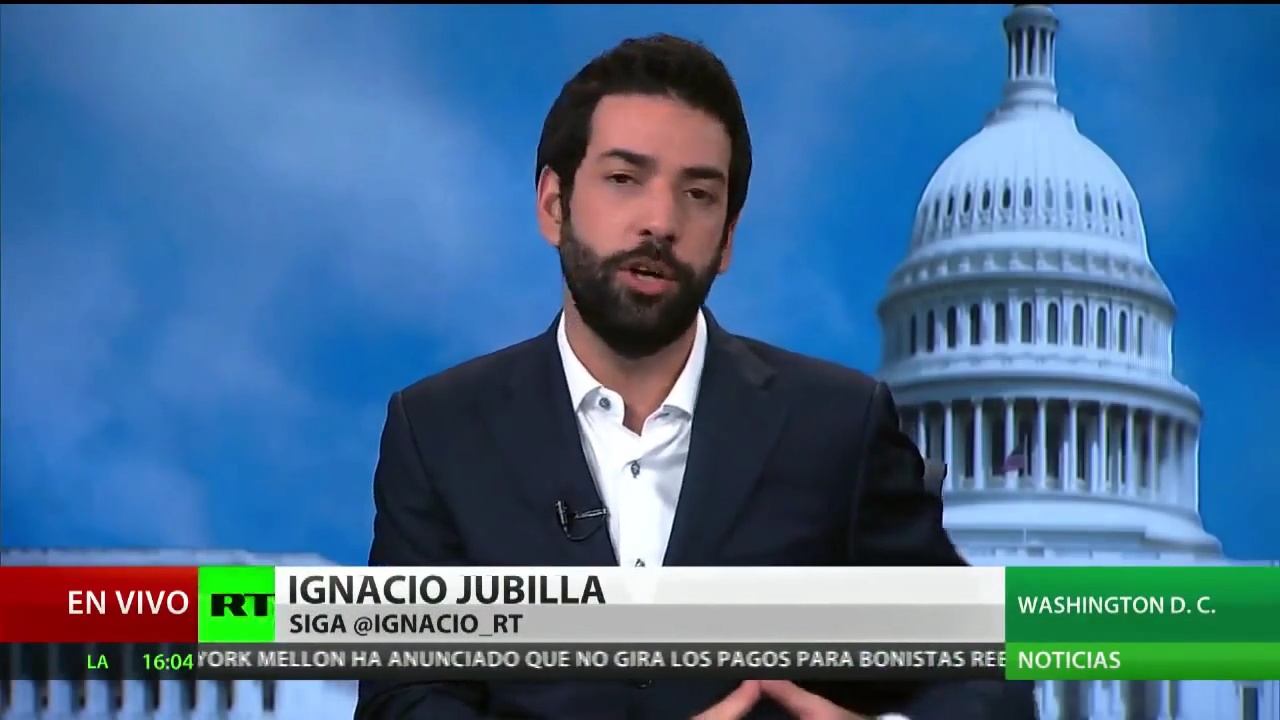 EN VIVO
RT
IGNACIO JUBILLA
SIGA @IGNACIO_RT
WASHINGTON D. C.
LA 16:04
YORK MELLON HA ANUNCIADO QUE NO GIRA LOS PAGOS PARA BONISTAS
NOTICIAS